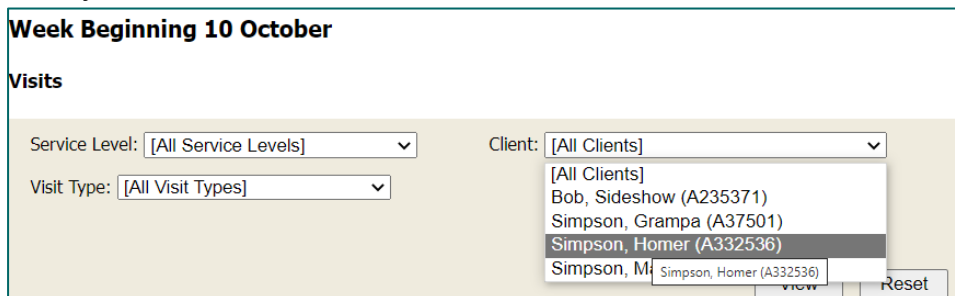 Week Beginning 10 October
Visits
Service Level: [All Service Levels] Client: [All Clients]
Visit Type: [All Visit Types]
[All Clients]
Bob, Sideshow (A235371)
Simpson, Grampa (A37501)
Simpson, Homer (A332536)
Simpson, Simpson, Homer (A332536)
View Reset